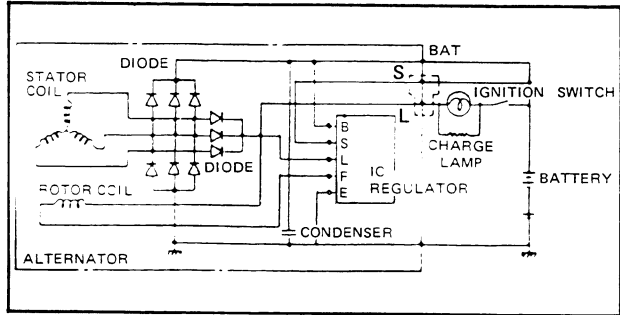 BAT
DIODE
S
STATOR
COIL
IGNITION SWITCH
L
B
S
CHARGE
LAMP
L
IC
REGULATOR
DIODE
F
BATTERY
ROTOR COIL
E
CONDENSER
ALTERNATOR